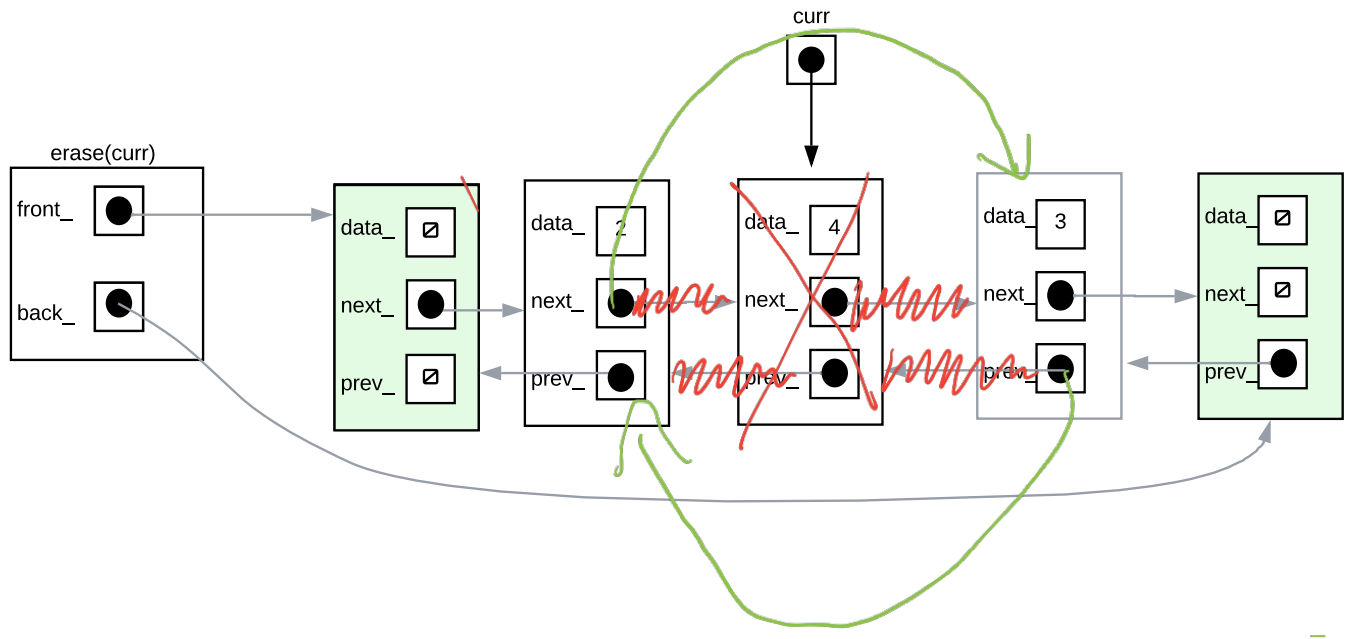 curr
erase(curr)
front_
back_
data_
next_
prev_
data_ 2
next_
prev_
data_ 4
next_
prev_
data_ 3
next_
prev_
data_
next_
prev_